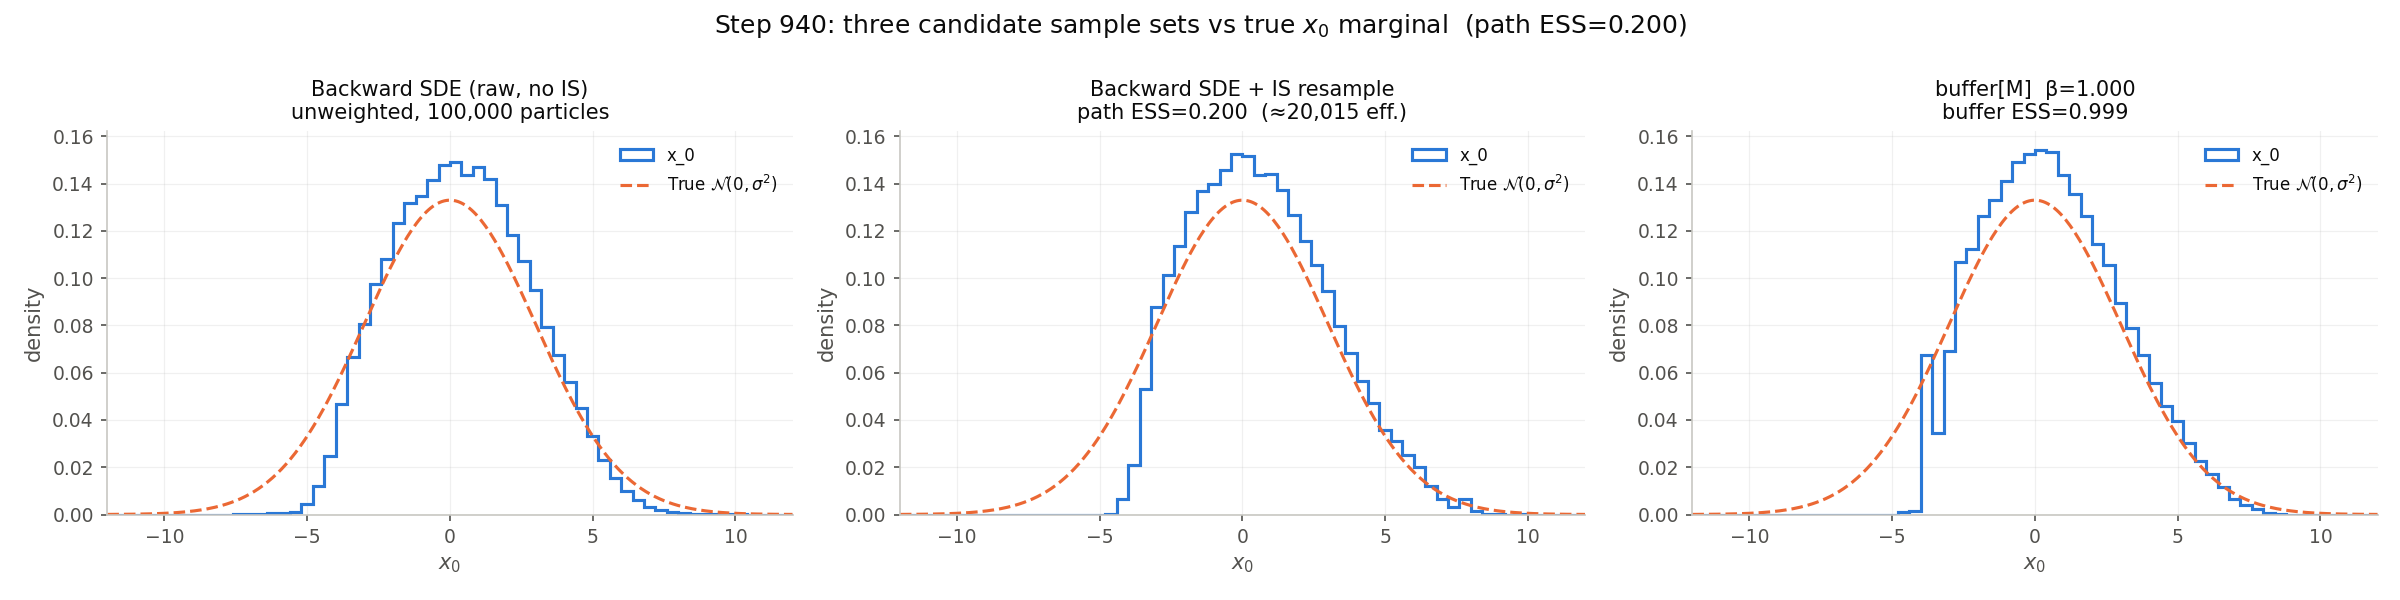 Step 940: three candidate sample sets vs true x₀ marginal (path ESS=0.200)
Backward SDE (raw, no IS)
unweighted, 100,000 particles
0.16
0.14
0.12
0.10
0.08
0.06
0.04
0.02
0.00
density
−10
−5
0
5
10
x₀
x_0
True 𝒩(0, σ²)
Backward SDE + IS resample
path ESS=0.200 (≈20,015 eff.)
0.16
0.14
0.12
0.10
0.08
0.06
0.04
0.02
0.00
density
−10
−5
0
5
10
x₀
x_0
True 𝒩(0, σ²)
buffer[M] β=1.000
buffer ESS=0.999
0.16
0.14
0.12
0.10
0.08
0.06
0.04
0.02
0.00
density
−10
−5
0
5
10
x₀
x_0
True 𝒩(0, σ²)